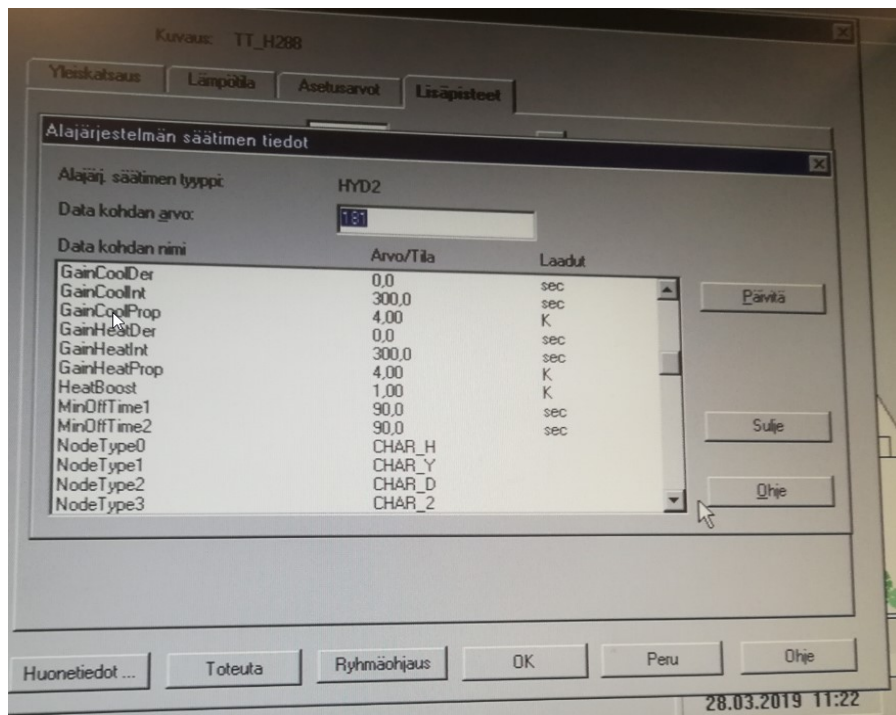 Kuvaus: TT_H288
Yleiskatsaus Lämpötila Asetusarvot Lisäpisteet
Alajärjestelmän säätimen tiedot
Alajärj. säätimen tyyppi: HYD2
Data kohdan arvo: 181
Data kohdan nimi Arvo/Tila Laadut
GainCoolDer 0,0 sec
GainCoolInt 300,0 sec
GainCoolProp 4,00 K
GainHeatDer 0,0 sec
GainHeatInt 300,0 sec
GainHeatProp 4,00 K
HeatBoost 1,00 K
MinOffTime1 90,0 sec
MinOffTime2 90,0 sec
NodeType0 CHAR_H
NodeType1 CHAR_Y
NodeType2 CHAR_D
NodeType3 CHAR_2
Päivitä
Sulje
Ohje
Huonetiedot ... Toteuta Ryhmäohjaus OK Peru Ohje
28.03.2019 11:22